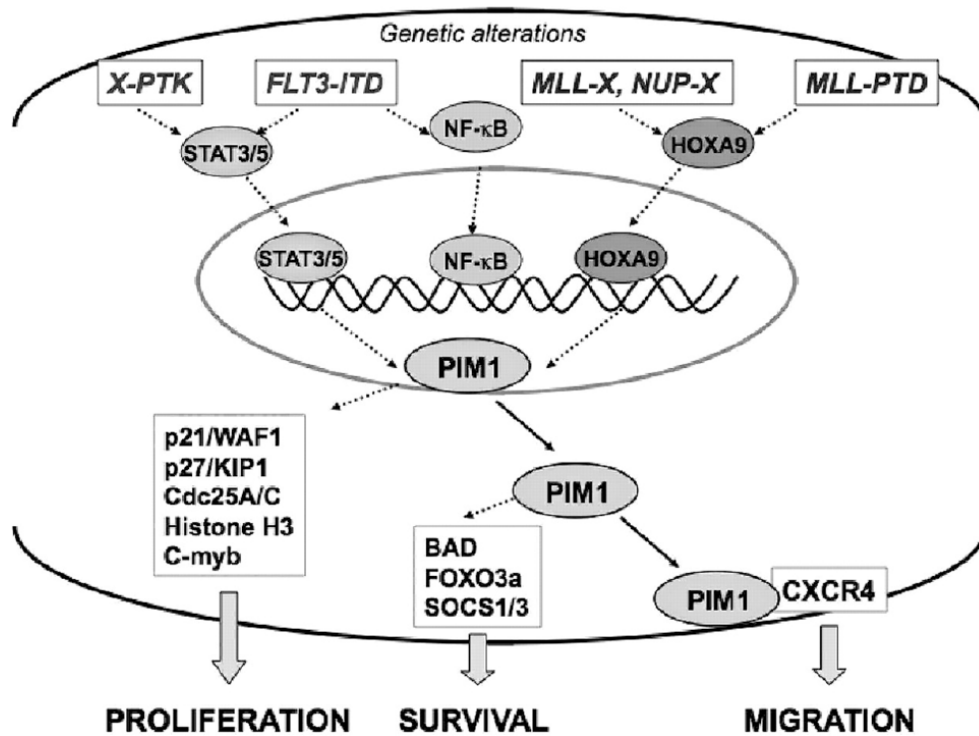 Genetic alterations
X-PTK
FLT3-ITD
MLL-X, NUP-X
MLL-PTD
STAT3/5
NF-κB
HOXA9
STAT3/5
NF-κB
HOXA9
PIM1
p21/WAF1
p27/KIP1
Cdc25A/C
Histone H3
C-myb
PIM1
BAD
FOXO3a
SOCS1/3
PIM1
CXCR4
PROLIFERATION
SURVIVAL
MIGRATION